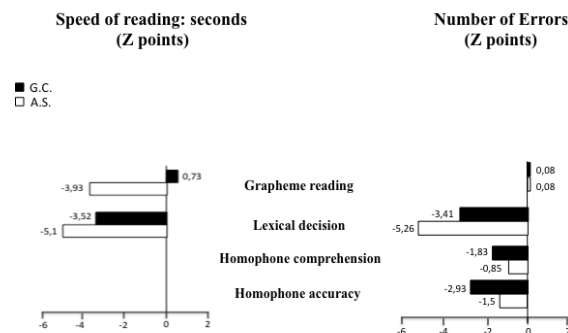 Speed of reading: seconds
(Z points)
Number of Errors
(Z points)
G.C.
A.S.
0,73
-3,93
Grapheme reading
0,08
0,08
-3,52
-5,1
Lexical decision
-3,41
-5,26
Homophone comprehension
-1,83
-0,85
Homophone accuracy
-2,93
-1,5
-6 -4 -2 0 2
-6 -4 -2 0 2